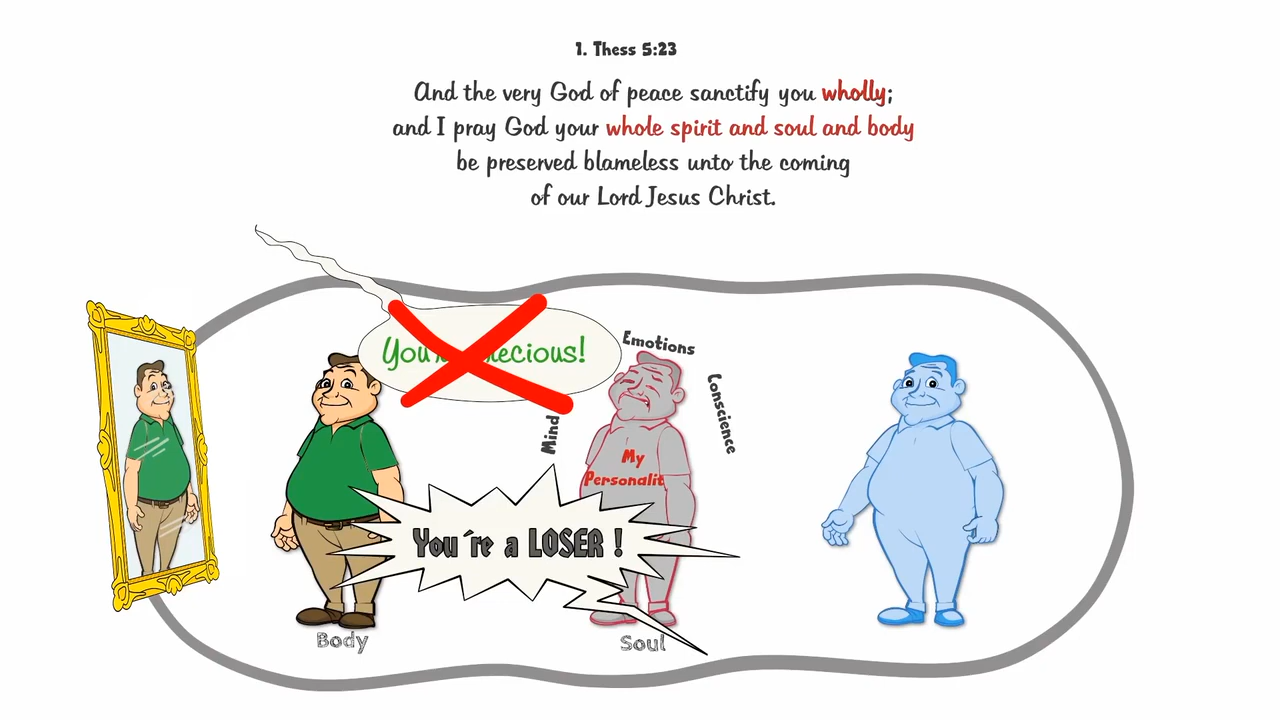 1. Thess 5:23
And the very God of peace sanctify you wholly;
and I pray God your whole spirit and soul and body
be preserved blameless unto the coming
of our Lord Jesus Christ.
Emotions
Conscience
Mind
My
Personalit
You´re a LOSER !
Body
Soul